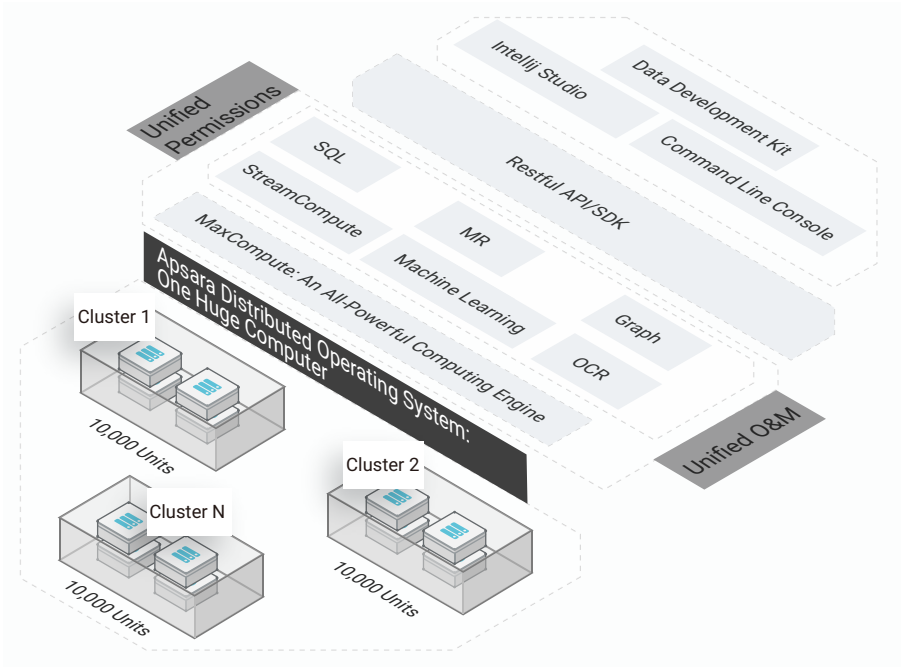 Intellij Studio
Data Development Kit
Command Line Console
Unified
Permissions
Restful API/SDK
SQL
StreamCompute
MR
Machine Learning
Graph
OCR
MaxCompute: An All-Powerful Computing Engine
Apsara Distributed Operating System:
One Huge Computer
Unified O&M
Cluster 1
10,000 Units
Cluster 2
10,000 Units
Cluster N
10,000 Units